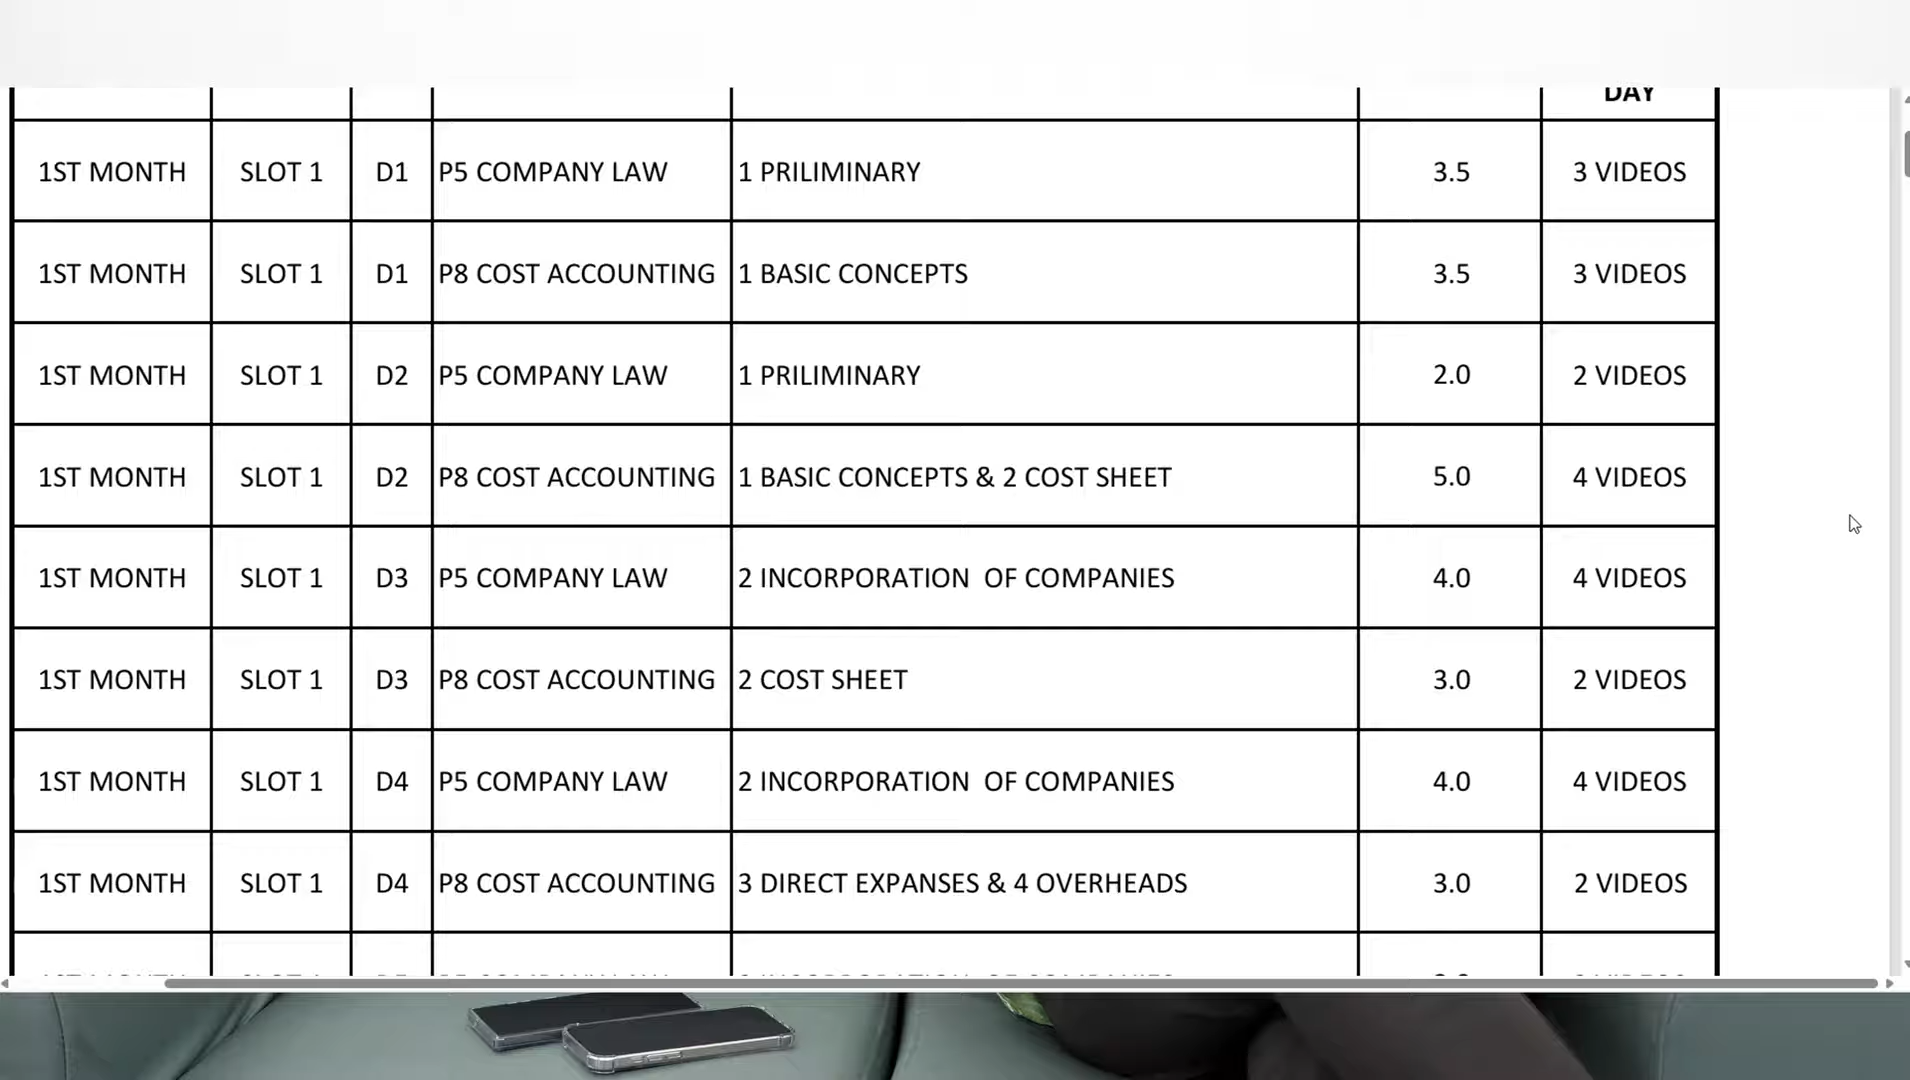 DAY
1ST MONTH SLOT 1 D1 P5 COMPANY LAW 1 PRILIMINARY 3.5 3 VIDEOS
1ST MONTH SLOT 1 D1 P8 COST ACCOUNTING 1 BASIC CONCEPTS 3.5 3 VIDEOS
1ST MONTH SLOT 1 D2 P5 COMPANY LAW 1 PRILIMINARY 2.0 2 VIDEOS
1ST MONTH SLOT 1 D2 P8 COST ACCOUNTING 1 BASIC CONCEPTS & 2 COST SHEET 5.0 4 VIDEOS
1ST MONTH SLOT 1 D3 P5 COMPANY LAW 2 INCORPORATION OF COMPANIES 4.0 4 VIDEOS
1ST MONTH SLOT 1 D3 P8 COST ACCOUNTING 2 COST SHEET 3.0 2 VIDEOS
1ST MONTH SLOT 1 D4 P5 COMPANY LAW 2 INCORPORATION OF COMPANIES 4.0 4 VIDEOS
1ST MONTH SLOT 1 D4 P8 COST ACCOUNTING 3 DIRECT EXPANSES & 4 OVERHEADS 3.0 2 VIDEOS